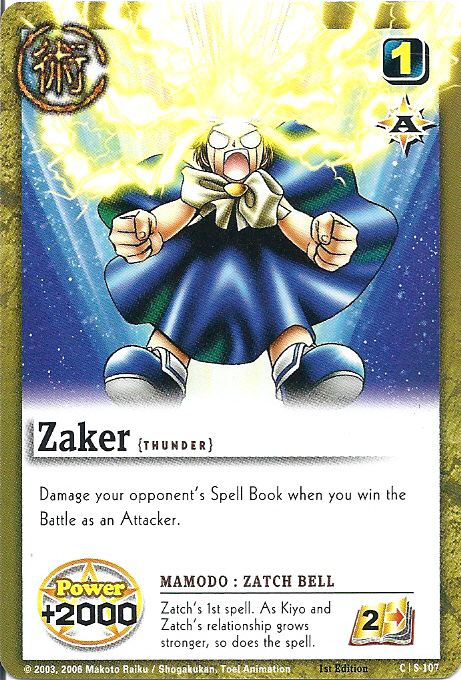 術
1
A
Zaker {THUNDER}
Damage your opponent's Spell Book when you win the
Battle as an Attacker.
Power
+2000
MAMODO : ZATCH BELL
Zatch's 1st spell. As Kiyo and
Zatch's relationship grows
stronger, so does the spell.
2
© 2003, 2006 Makoto Raiku / Shogakukan, Toei Animation
1st Edition
C | S-107